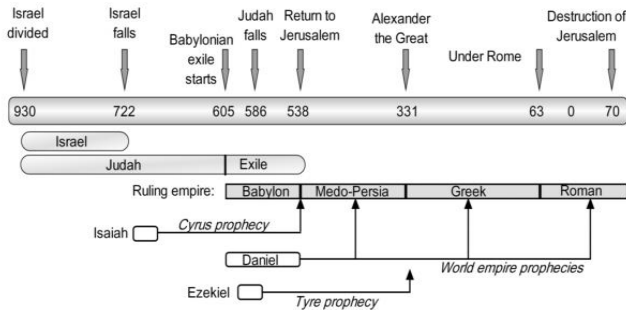 Israel divided
Israel falls
Babylonian exile starts
Judah falls
Return to Jerusalem
Alexander the Great
Under Rome
Destruction of Jerusalem
930 722 605 586 538 331 63 0 70
Israel
Judah Exile
Ruling empire: Babylon Medo-Persia Greek Roman
Isaiah Cyrus prophecy
Daniel World empire prophecies
Ezekiel Tyre prophecy